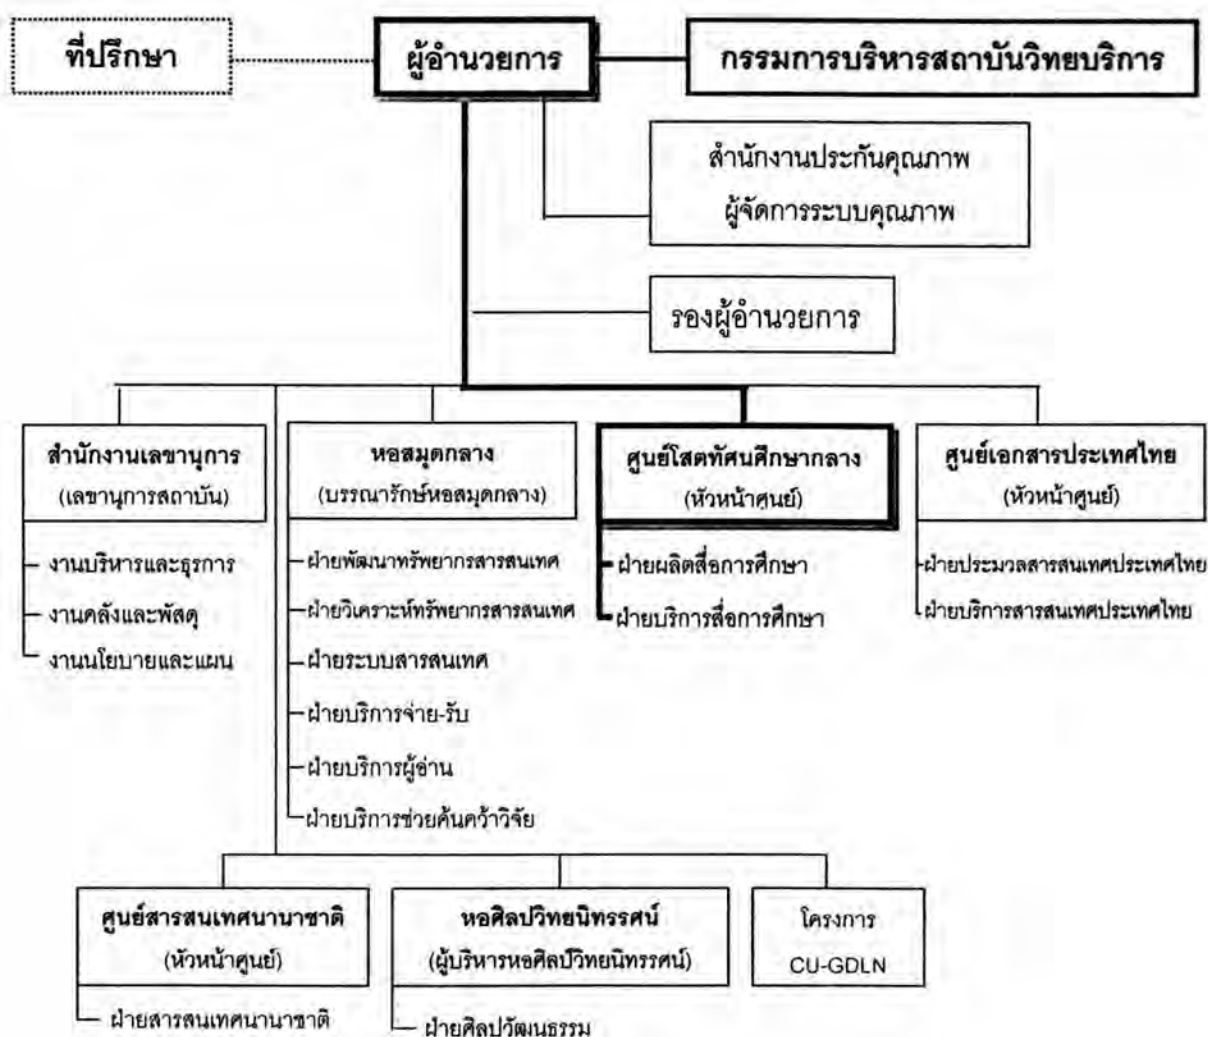 ที่ปรึกษา
ผู้อำนวยการ
กรรมการบริหารสถาบันวิทยบริการ
สำนักงานประกันคุณภาพ
ผู้จัดการระบบคุณภาพ
รองผู้อำนวยการ
สำนักงานเลขานุการ
(เลขานุการสถาบัน)
งานบริหารและธุรการ
งานคลังและพัสดุ
งานนโยบายและแผน
หอสมุดกลาง
(บรรณารักษ์หอสมุดกลาง)
ฝ่ายพัฒนาทรัพยากรสารสนเทศ
ฝ่ายวิเคราะห์ทรัพยากรสารสนเทศ
ฝ่ายระบบสารสนเทศ
ฝ่ายบริการจ่าย-รับ
ฝ่ายบริการผู้อ่าน
ฝ่ายบริการช่วยค้นคว้าวิจัย
ศูนย์โสตทัศนศึกษากลาง
(หัวหน้าศูนย์)
ฝ่ายผลิตสื่อการศึกษา
ฝ่ายบริการสื่อการศึกษา
ศูนย์เอกสารประเทศไทย
(หัวหน้าศูนย์)
ฝ่ายประมวลสารสนเทศประเทศไทย
ฝ่ายบริการสารสนเทศประเทศไทย
ศูนย์สารสนเทศนานาชาติ
(หัวหน้าศูนย์)
ฝ่ายสารสนเทศนานาชาติ
หอศิลปวิทยนิทรรศน์
(ผู้บริหารหอศิลป์วิทยนิทรรศน์)
ฝ่ายศิลปวัฒนธรรม
โครงการ
CU-GDLN